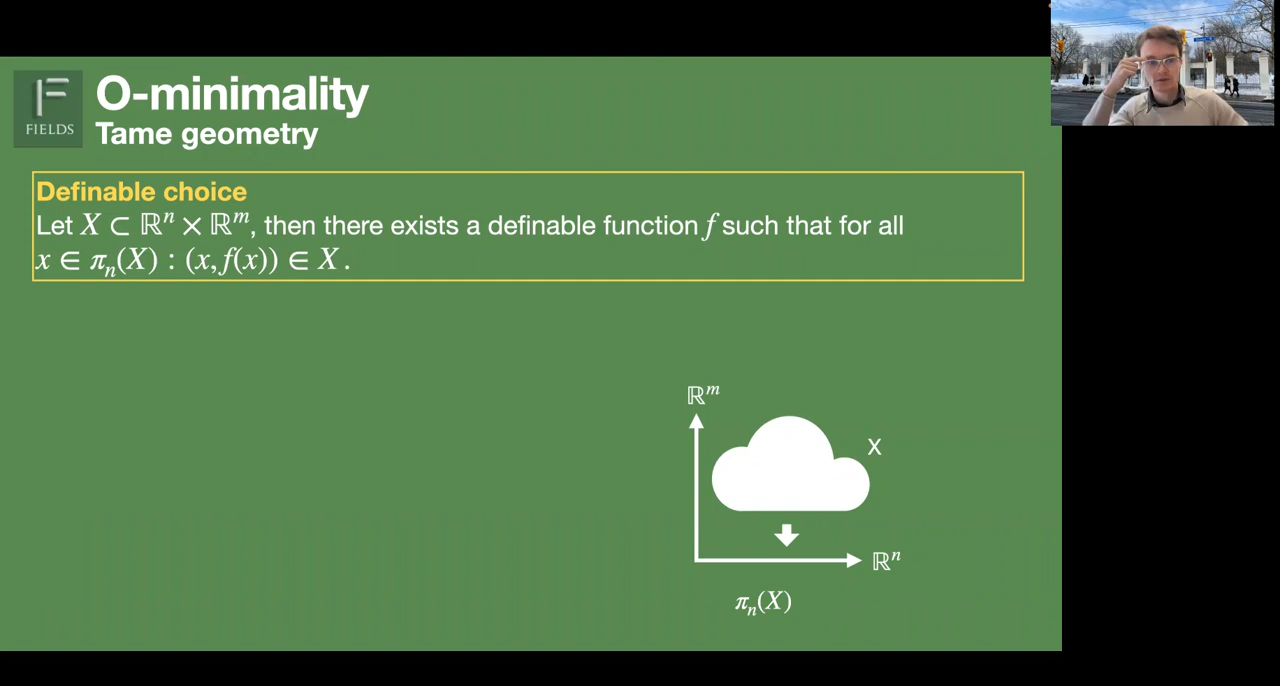 FIELDS
O-minimality
Tame geometry
Definable choice
Let X ⊂ ℝⁿ × ℝᵐ, then there exists a definable function f such that for all
x ∈ πₙ(X) : (x, f(x)) ∈ X.
ℝᵐ
X
ℝⁿ
πₙ(X)